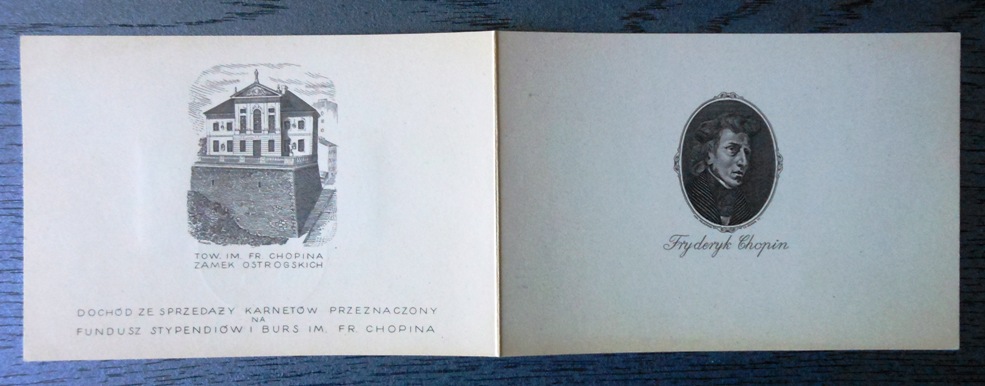 TOW. IM. FR. CHOPINA
ZAMEK OSTROGSKICH
DOCHÓD ZE SPRZEDAŻY KARNETÓW PRZEZNACZONY
NA
FUNDUSZ STYPENDIÓW I BURS IM. FR. CHOPINA
Fryderyk Chopin